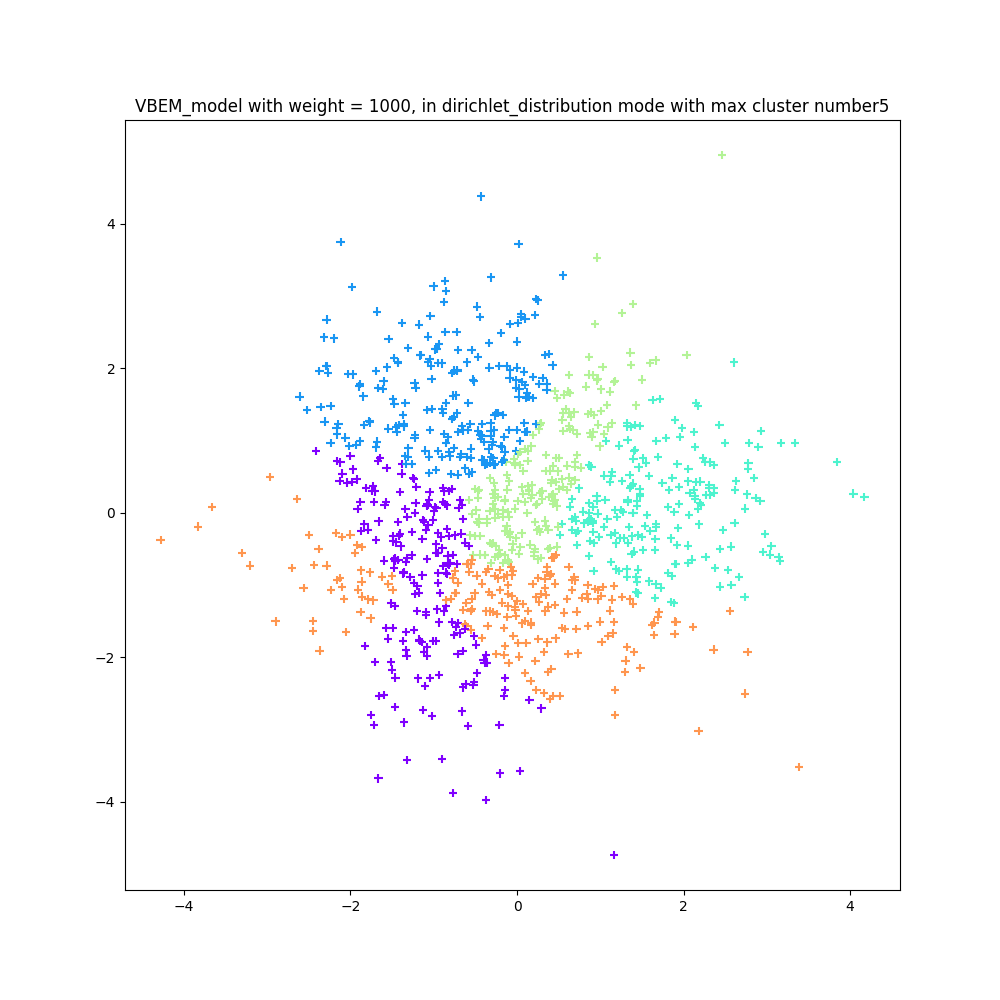 VBEM_model with weight = 1000, in dirichlet_distribution mode with max cluster number5
4
2
0
−2
−4
−4 −2 0 2 4